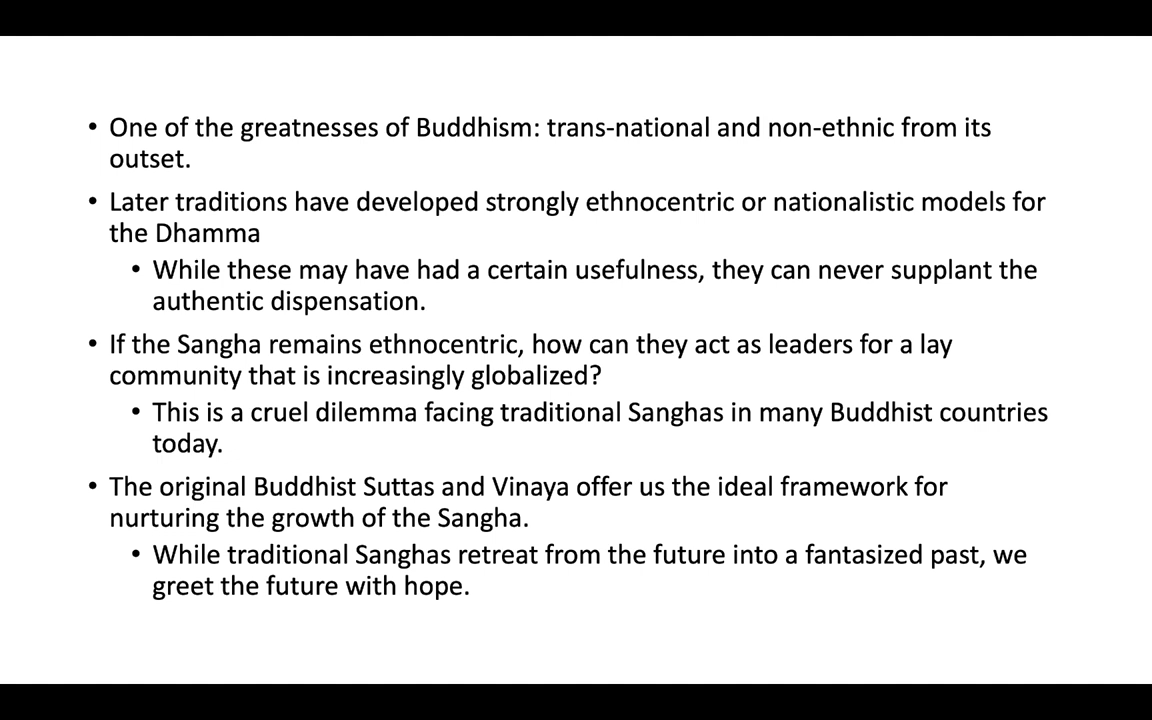 • One of the greatnesses of Buddhism: trans-national and non-ethnic from its
outset.
• Later traditions have developed strongly ethnocentric or nationalistic models for
the Dhamma
• While these may have had a certain usefulness, they can never supplant the
authentic dispensation.
• If the Sangha remains ethnocentric, how can they act as leaders for a lay
community that is increasingly globalized?
• This is a cruel dilemma facing traditional Sanghas in many Buddhist countries
today.
• The original Buddhist Suttas and Vinaya offer us the ideal framework for
nurturing the growth of the Sangha.
• While traditional Sanghas retreat from the future into a fantasized past, we
greet the future with hope.